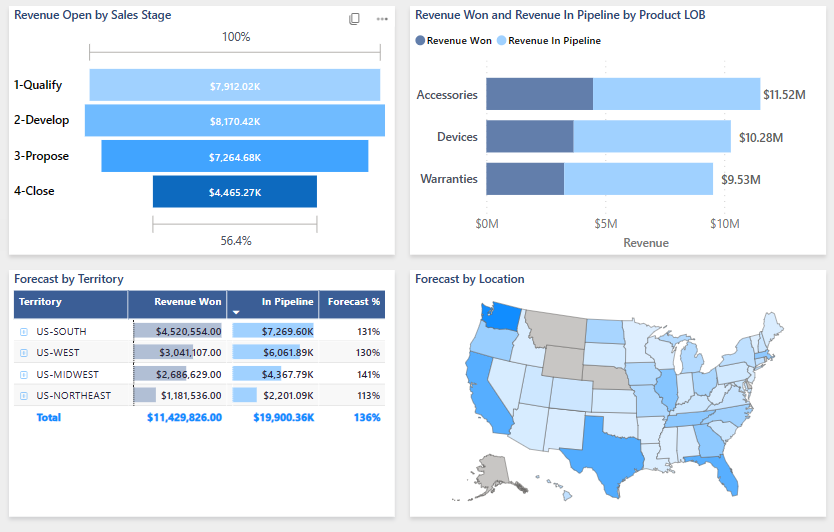 Revenue Open by Sales Stage
100%
1-Qualify $7,912.02K
2-Develop $8,170.42K
3-Propose $7,264.68K
4-Close $4,465.27K
56.4%
Revenue Won and Revenue In Pipeline by Product LOB
Revenue Won Revenue In Pipeline
Accessories $11.52M
Devices $10.28M
Warranties $9.53M
$0M $5M $10M
Revenue
Forecast by Territory
Territory Revenue Won In Pipeline Forecast %
US-SOUTH $4,520,554.00 $7,269.60K 131%
US-WEST $3,041,107.00 $6,061.89K 130%
US-MIDWEST $2,686,629.00 $4,367.79K 141%
US-NORTHEAST $1,181,536.00 $2,201.09K 113%
Total $11,429,826.00 $19,900.36K 136%
Forecast by Location